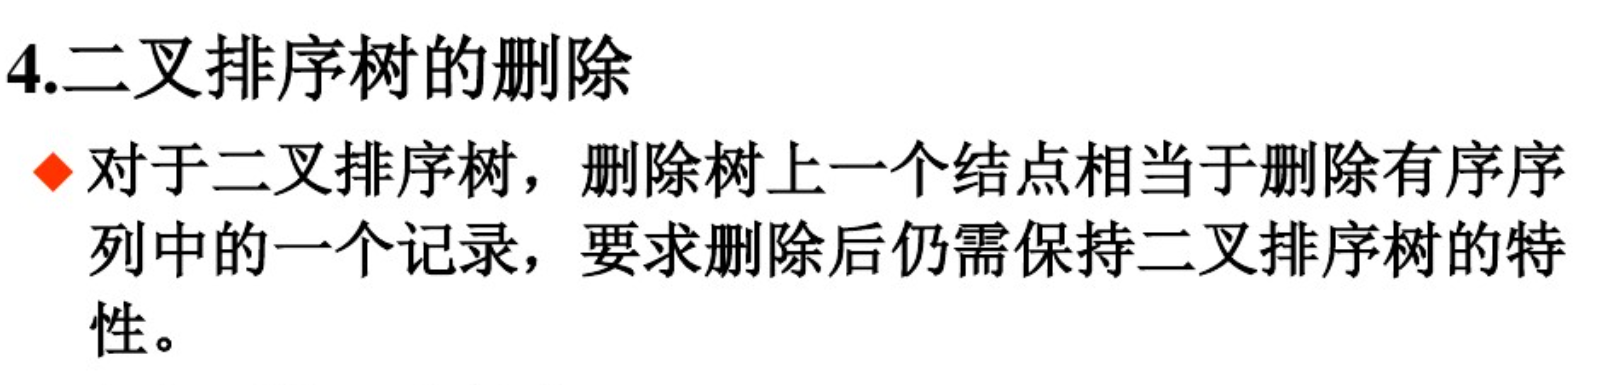 4.二叉排序树的删除
对于二叉排序树，删除树上一个结点相当于删除有序序
列中的一个记录，要求删除后仍需保持二叉排序树的特
性。